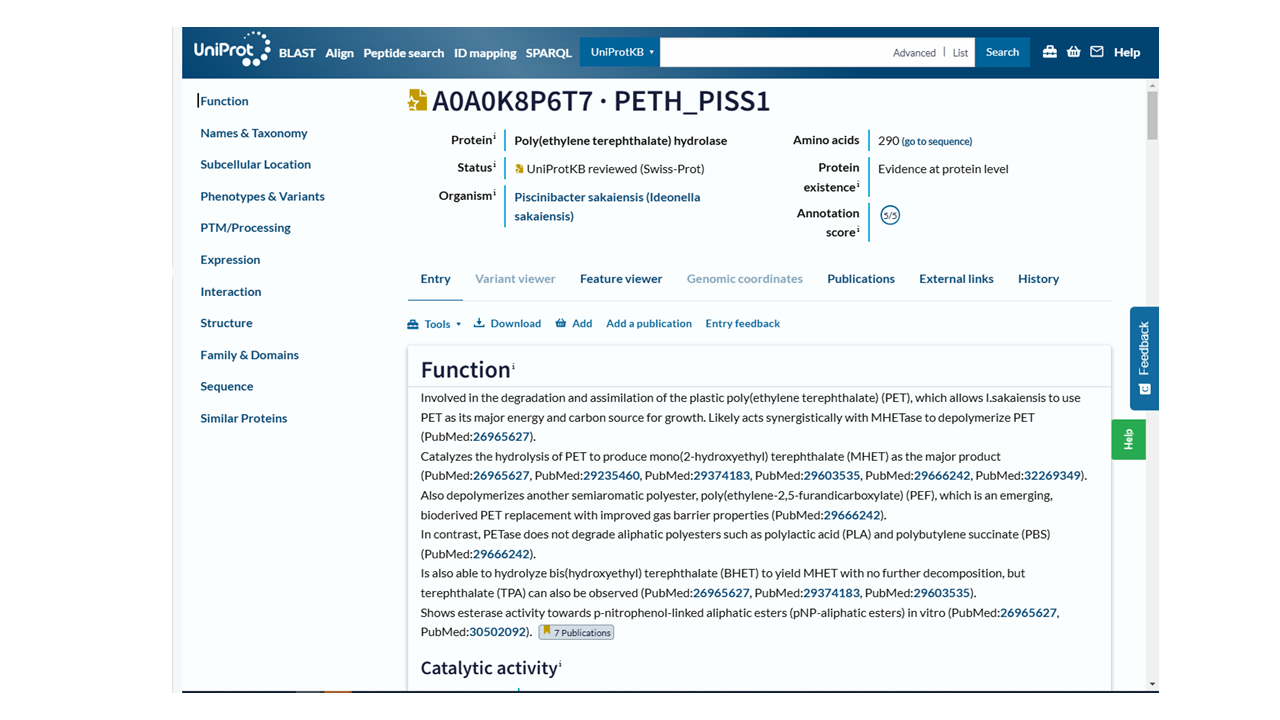 UniProt BLAST Align Peptide search ID mapping SPARQL UniProtKB Advanced | List Search Help
Function
Names & Taxonomy
Subcellular Location
Phenotypes & Variants
PTM/Processing
Expression
Interaction
Structure
Family & Domains
Sequence
Similar Proteins
A0A0K8P6T7 · PETH_PISS1
Protein i Poly(ethylene terephthalate) hydrolase
Status i UniProtKB reviewed (Swiss-Prot)
Organism i Piscinibacter sakaiensis (Ideonella
sakaiensis)
Amino acids 290 (go to sequence)
Protein Evidence at protein level
existence i
Annotation 5/5
score i
Entry Variant viewer Feature viewer Genomic coordinates Publications External links History
Tools Download Add Add a publication Entry feedback
Function i
Involved in the degradation and assimilation of the plastic poly(ethylene terephthalate) (PET), which allows I.sakaiensis to use
PET as its major energy and carbon source for growth. Likely acts synergistically with MHETase to depolymerize PET
(PubMed:26965627).
Catalyzes the hydrolysis of PET to produce mono(2-hydroxyethyl) terephthalate (MHET) as the major product
(PubMed:26965627, PubMed:29235460, PubMed:29374183, PubMed:29603535, PubMed:29666242, PubMed:32269349).
Also depolymerizes another semiaromatic polyester, poly(ethylene-2,5-furandicarboxylate) (PEF), which is an emerging,
bioderived PET replacement with improved gas barrier properties (PubMed:29666242).
In contrast, PETase does not degrade aliphatic polyesters such as polylactic acid (PLA) and polybutylene succinate (PBS)
(PubMed:29666242).
Is also able to hydrolyze bis(hydroxyethyl) terephthalate (BHET) to yield MHET with no further decomposition, but
terephthalate (TPA) can also be observed (PubMed:26965627, PubMed:29374183, PubMed:29603535).
Shows esterase activity towards p-nitrophenol-linked aliphatic esters (pNP-aliphatic esters) in vitro (PubMed:26965627,
PubMed:30502092). 7 Publications
Catalytic activity i
Feedback
Help